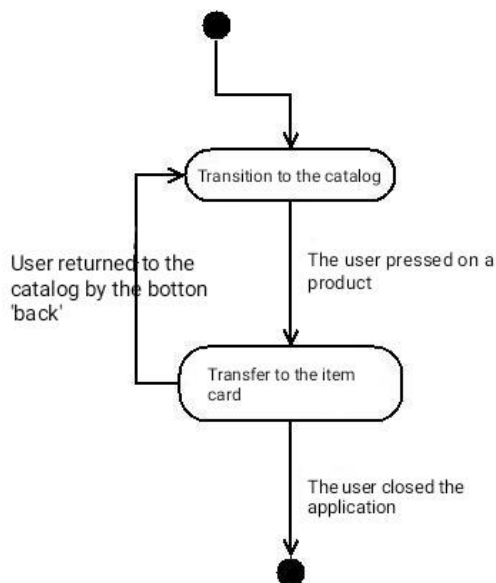 Transition to the catalog
The user pressed on a
product
User returned to the
catalog by the botton
'back'
Transfer to the item
card
The user closed the
application